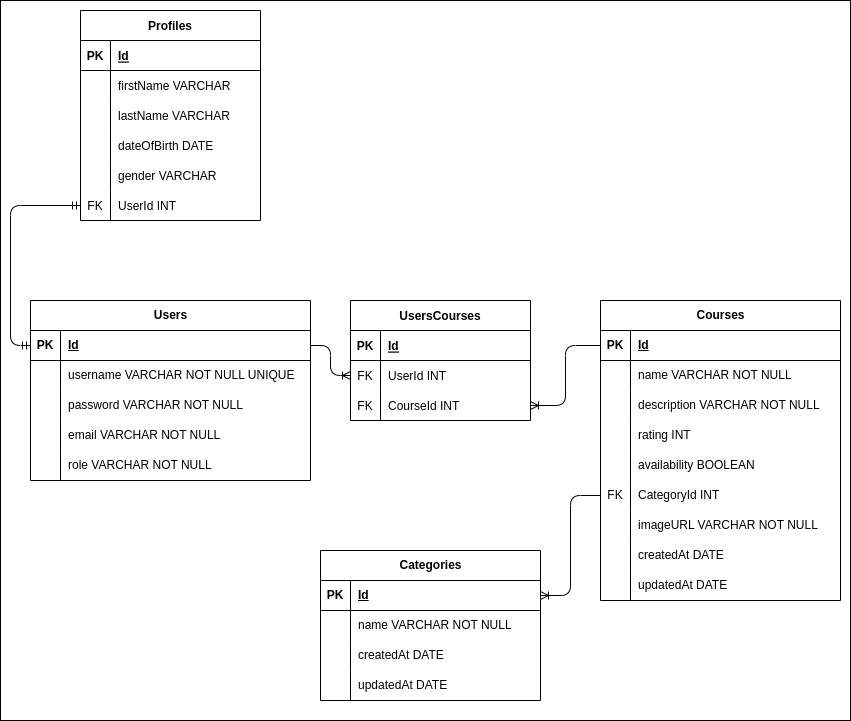 Profiles
PK Id
firstName VARCHAR
lastName VARCHAR
dateOfBirth DATE
gender VARCHAR
FK UserId INT
Users
PK Id
username VARCHAR NOT NULL UNIQUE
password VARCHAR NOT NULL
email VARCHAR NOT NULL
role VARCHAR NOT NULL
UsersCourses
PK Id
FK UserId INT
FK CourseId INT
Courses
PK Id
name VARCHAR NOT NULL
description VARCHAR NOT NULL
rating INT
availability BOOLEAN
FK CategoryId INT
imageURL VARCHAR NOT NULL
createdAt DATE
updatedAt DATE
Categories
PK Id
name VARCHAR NOT NULL
createdAt DATE
updatedAt DATE